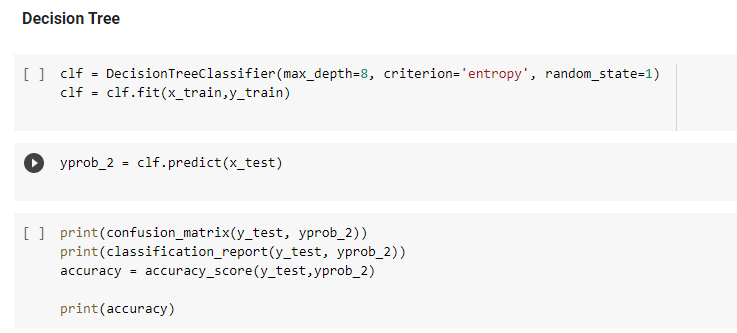 Decision Tree
[ ] clf = DecisionTreeClassifier(max_depth=8, criterion='entropy', random_state=1)
clf = clf.fit(x_train,y_train)
yprob_2 = clf.predict(x_test)
[ ] print(confusion_matrix(y_test, yprob_2))
print(classification_report(y_test, yprob_2))
accuracy = accuracy_score(y_test,yprob_2)
print(accuracy)